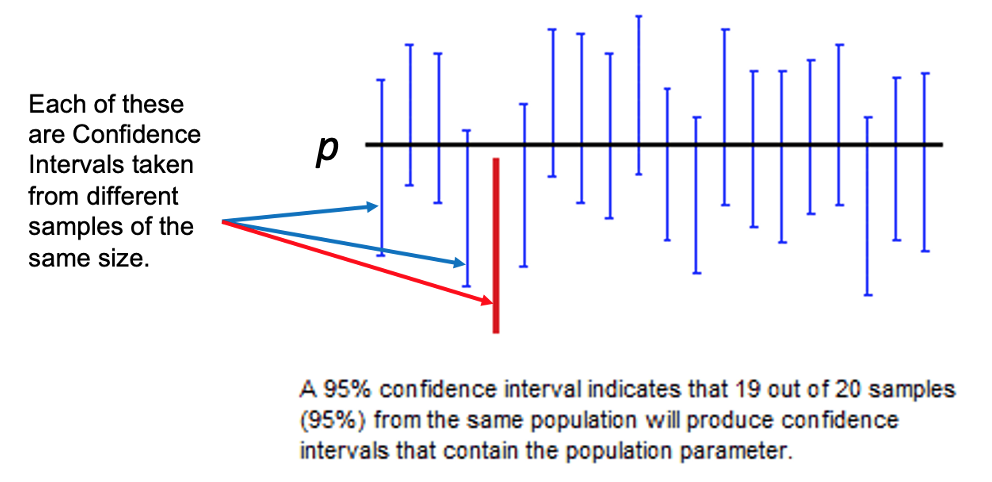 Each of these
are Confidence
Intervals taken
from different
samples of the
same size.
p
A 95% confidence interval indicates that 19 out of 20 samples
(95%) from the same population will produce confidence
intervals that contain the population parameter.